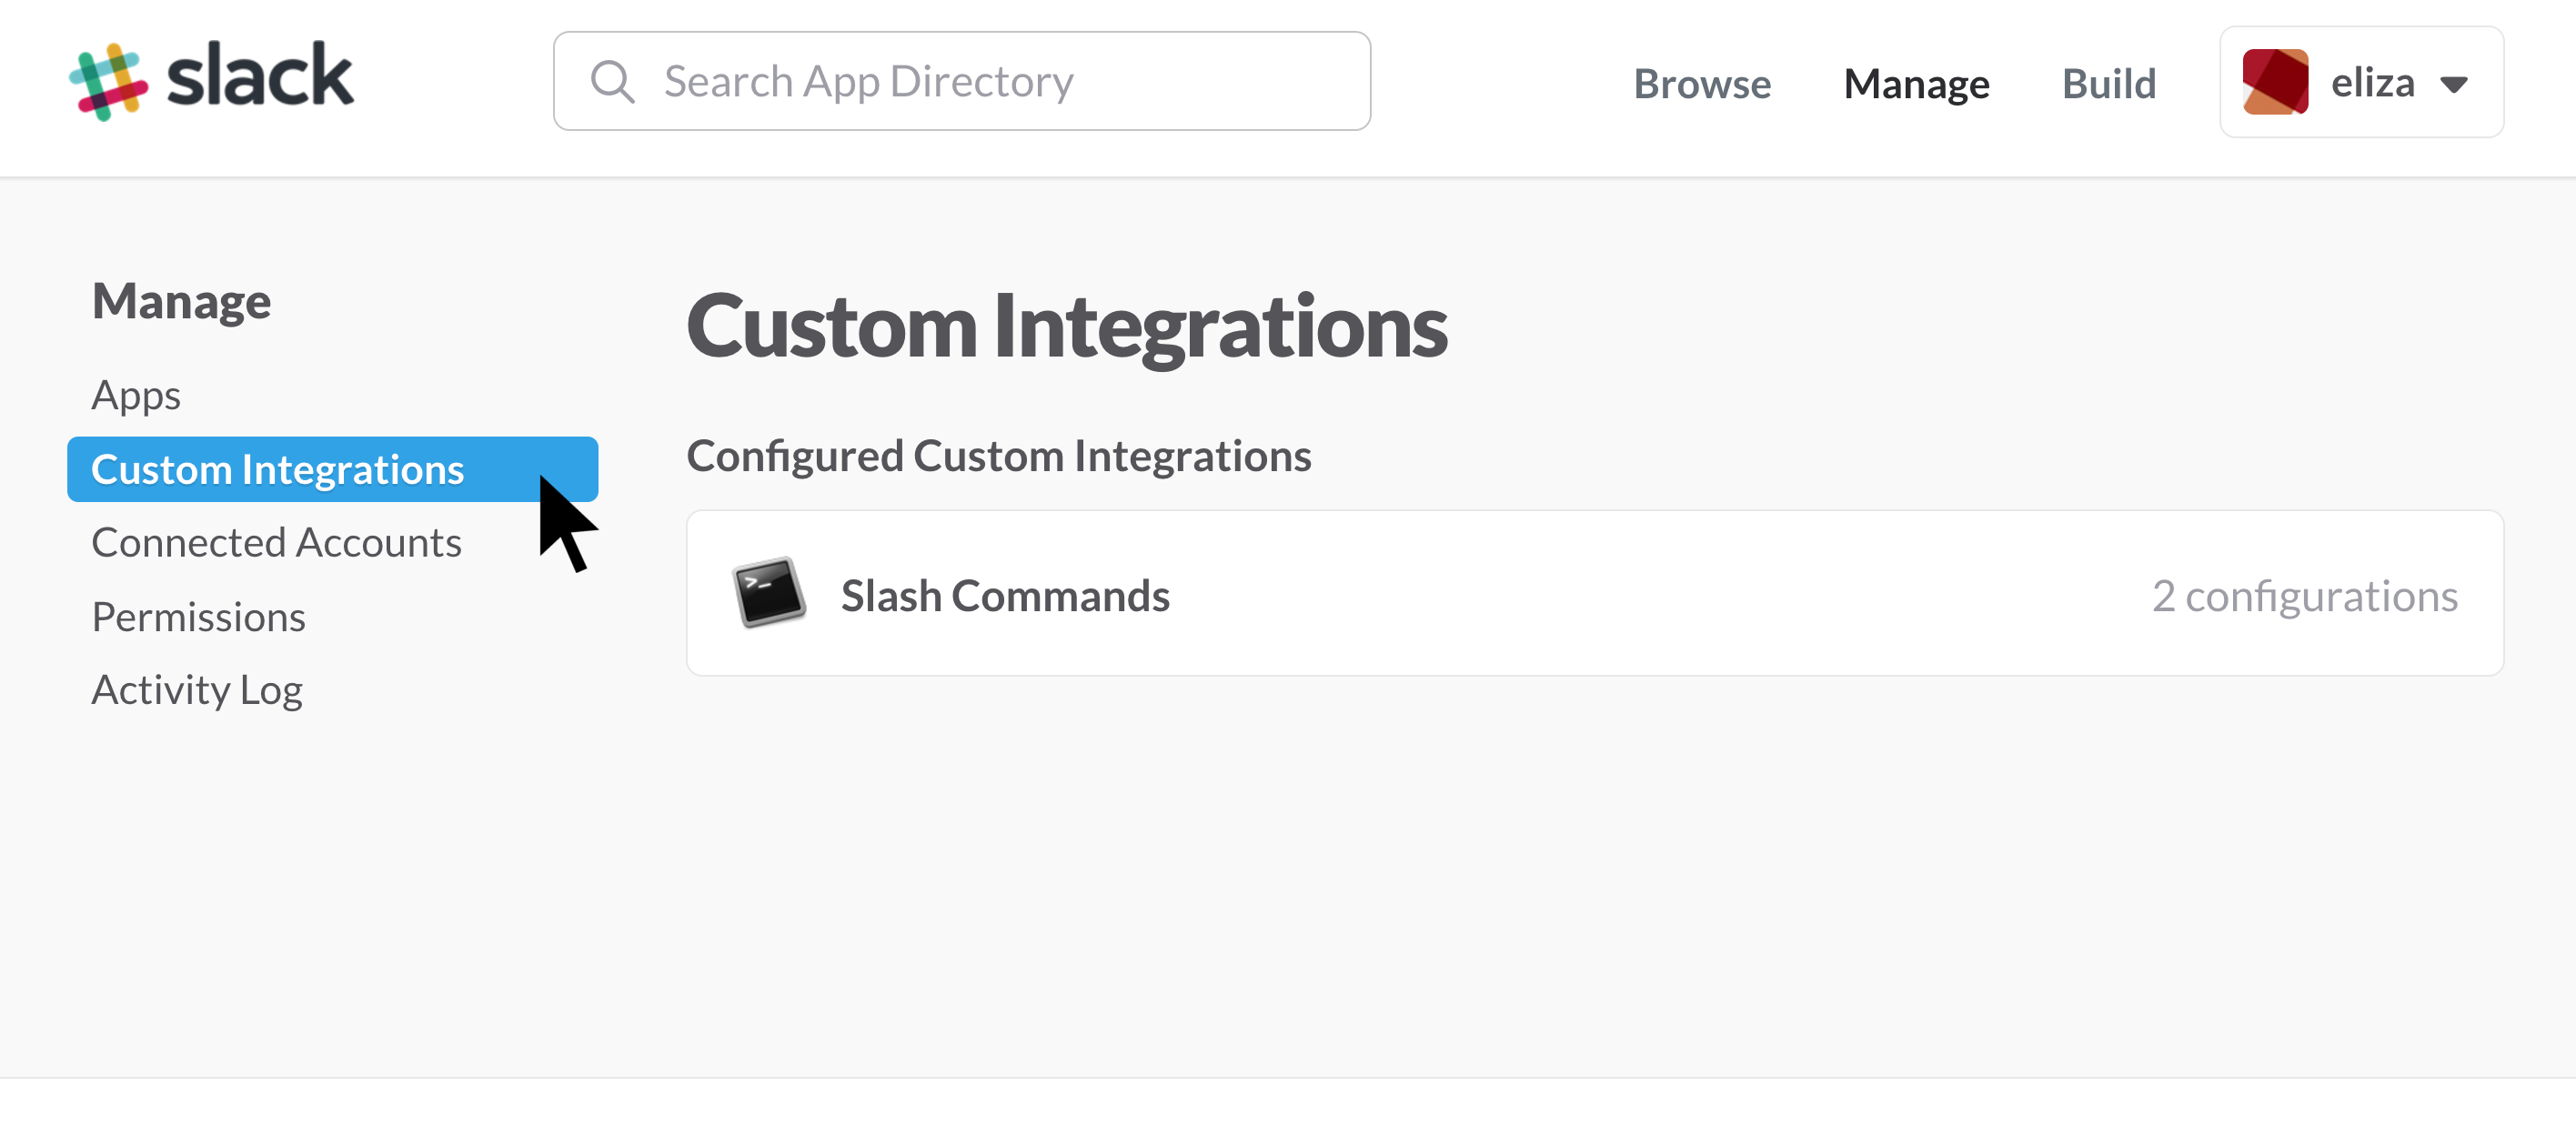 slack
Search App Directory
Browse
Manage
Build
eliza
Manage
Apps
Custom Integrations
Connected Accounts
Permissions
Activity Log
Custom Integrations
Configured Custom Integrations
>_
Slash Commands
2 configurations